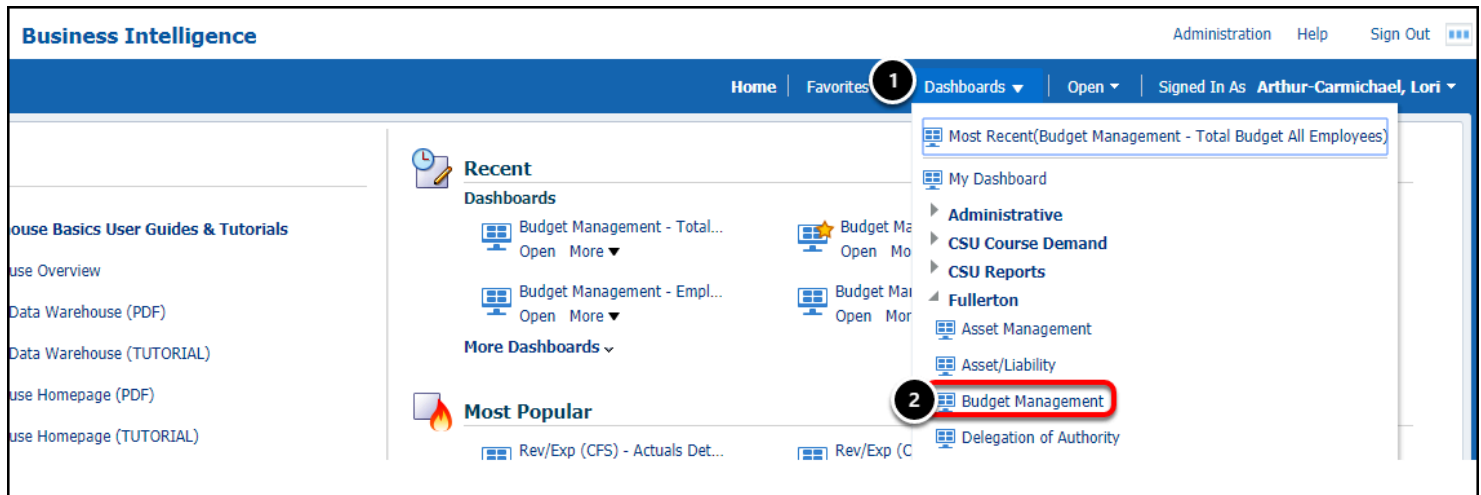 Business Intelligence
Administration Help Sign Out
Home Favorites 1 Dashboards Open Signed In As Arthur-Carmichael, Lori
Most Recent(Budget Management - Total Budget All Employees)
My Dashboard
Administrative
CSU Course Demand
CSU Reports
Fullerton
Asset Management
Asset/Liability
2 Budget Management
Delegation of Authority
Recent
Dashboards
Budget Management - Total...
Open More
Budget Ma
Open Mo
Budget Management - Empl...
Open More
Budget Mar
Open Mor
More Dashboards
Most Popular
Rev/Exp (CFS) - Actuals Det...
Rev/Exp (C
ouse Basics User Guides & Tutorials
use Overview
Data Warehouse (PDF)
Data Warehouse (TUTORIAL)
use Homepage (PDF)
use Homepage (TUTORIAL)